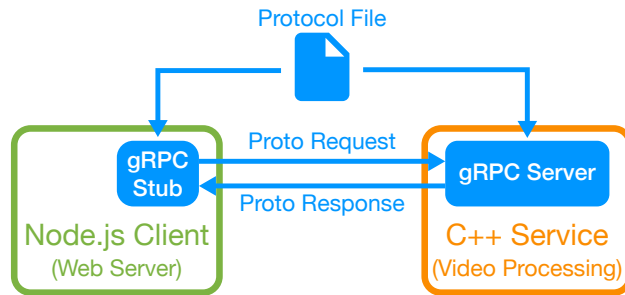 Protocol File
gRPC
Stub
Proto Request
gRPC Server
Proto Response
Node.js Client
(Web Server)
C++ Service
(Video Processing)